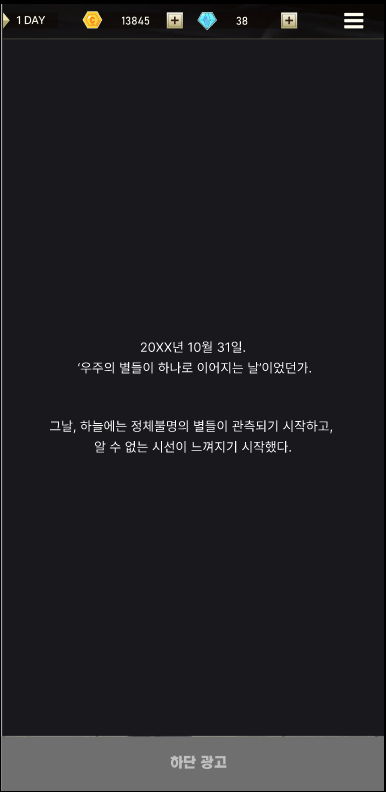 1 DAY
13845
38
20XX년 10월 31일.
‘우주의 별들이 하나로 이어지는 날’이었던가.
그날, 하늘에는 정체불명의 별들이 관측되기 시작하고,
알 수 없는 시선이 느껴지기 시작했다.
하단 광고